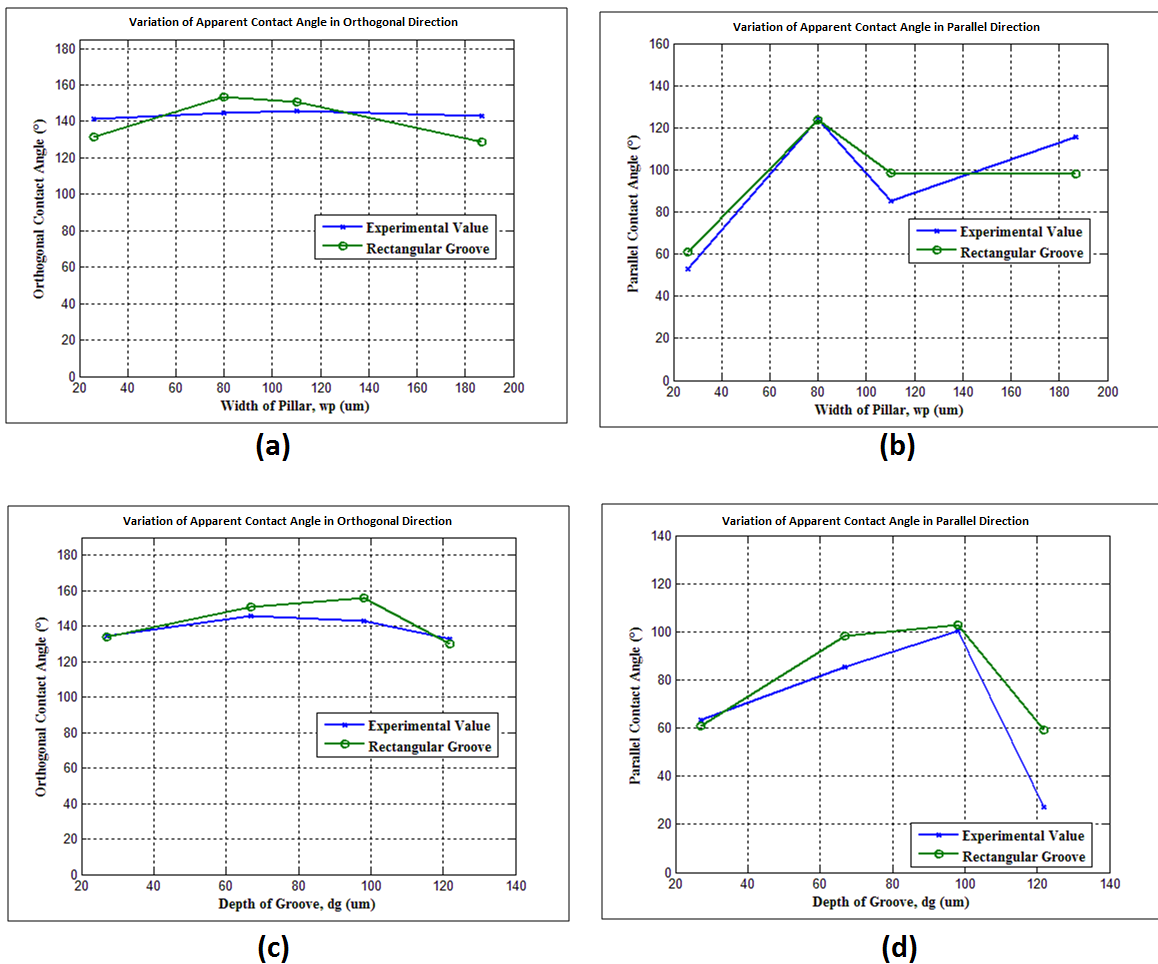 Variation of Apparent Contact Angle in Orthogonal Direction
180
160
140
120
100
80
60
40
20
0
Orthogonal Contact Angle (°)
Experimental Value
Rectangular Groove
20 40 60 80 100 120 140 160 180 200
Width of Pillar, wp (um)
(a)
Variation of Apparent Contact Angle in Parallel Direction
160
140
120
100
80
60
40
20
0
Parallel Contact Angle (°)
Experimental Value
Rectangular Groove
20 40 60 80 100 120 140 160 180 200
Width of Pillar, wp (um)
(b)
Variation of Apparent Contact Angle in Orthogonal Direction
180
160
140
120
100
80
60
40
20
0
Orthogonal Contact Angle (°)
Experimental Value
Rectangular Groove
20 40 60 80 100 120 140
Depth of Groove, dg (um)
(c)
Variation of Apparent Contact Angle in Parallel Direction
140
120
100
80
60
40
20
0
Parallel Contact Angle (°)
Experimental Value
Rectangular Groove
20 40 60 80 100 120 140
Depth of Groove, dg (um)
(d)